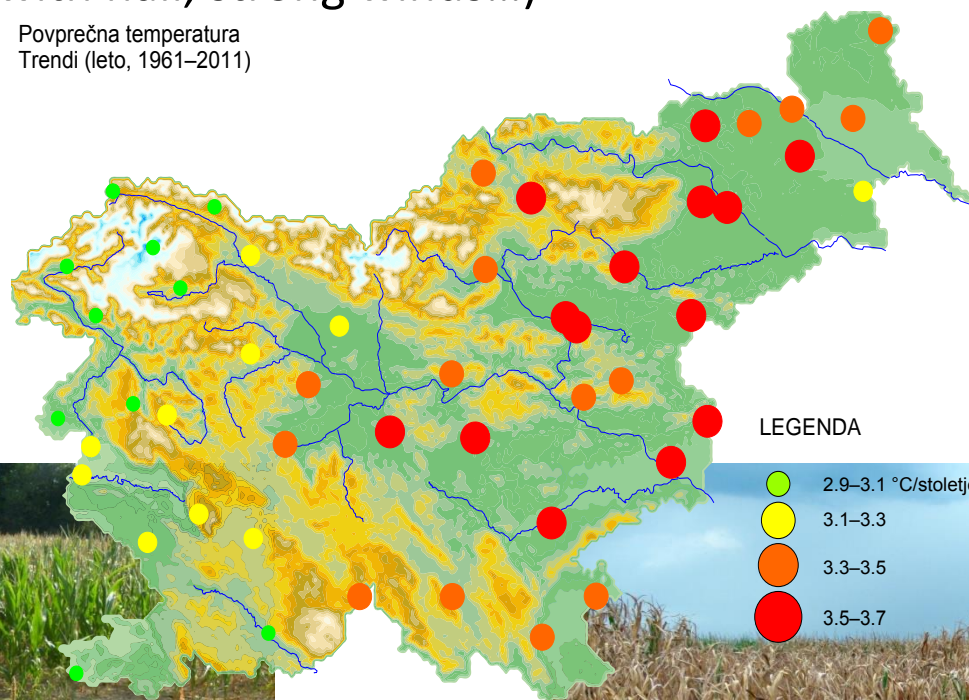 Povprečna temperatura
Trendi (leto, 1961–2011)
LEGENDA
2.9–3.1 °C/stoletje
3.1–3.3
3.3–3.5
3.5–3.7